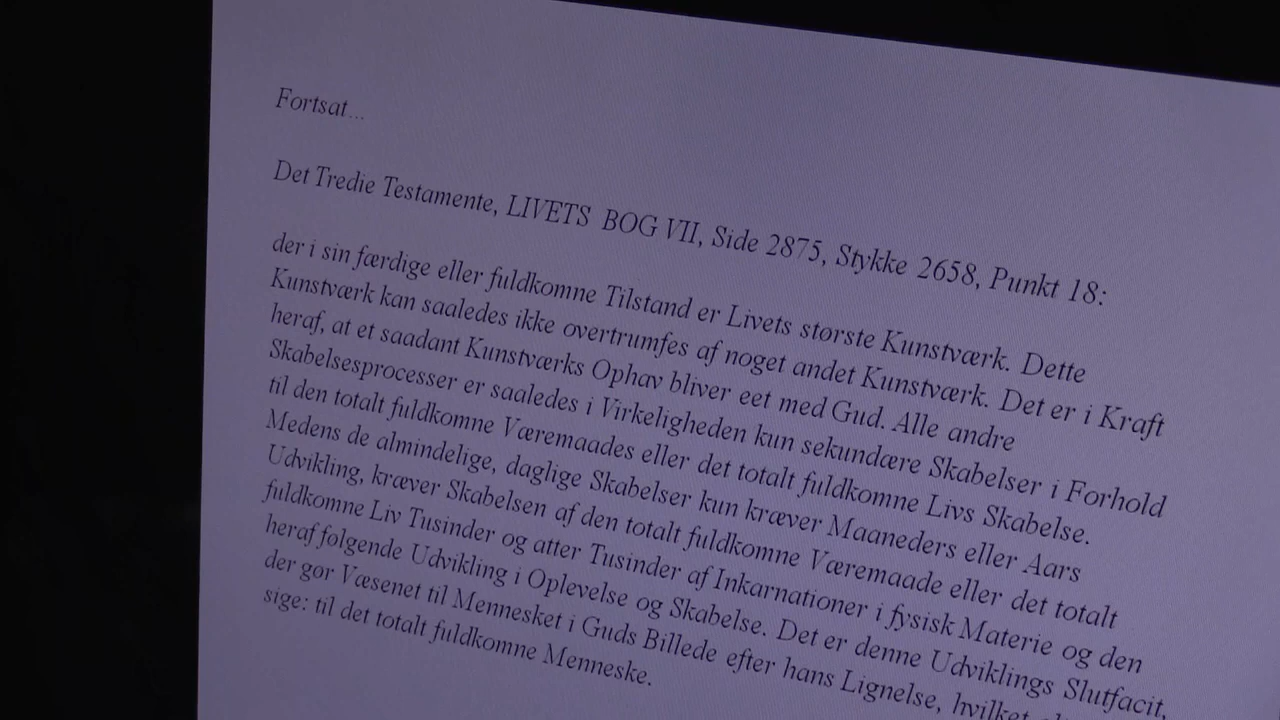 Fortsat...
Det Tredie Testamente, LIVETS BOG VII, Side 2875, Stykke 2658, Punkt 18:
der i sin færdige eller fuldkomne Tilstand er Livets største Kunstværk. Dette
Kunstværk kan saaledes ikke overtrumfes af noget andet Kunstværk. Det er i Kraft
heraf, at et saadant Kunstværks Ophav bliver eet med Gud. Alle andre
Skabelsesprocesser er saaledes i Virkeligheden kun sekundære Skabelser i Forhold
til den totalt fuldkomne Væremaades eller det totalt fuldkomne Livs Skabelse.
Medens de almindelige, daglige Skabelser kun kræver Maaneders eller Aars
Udvikling, kræver Skabelsen af den totalt fuldkomne Væremaade eller det totalt
fuldkomne Liv Tusinder og atter Tusinder af Inkarnationer i fysisk Materie og den
heraf følgende Udvikling i Oplevelse og Skabelse. Det er denne Udviklings Slutfacit,
der gør Væsenet til Mennesket i Guds Billede efter hans Lignelse, hvilket
sige: til det totalt fuldkomne Menneske.